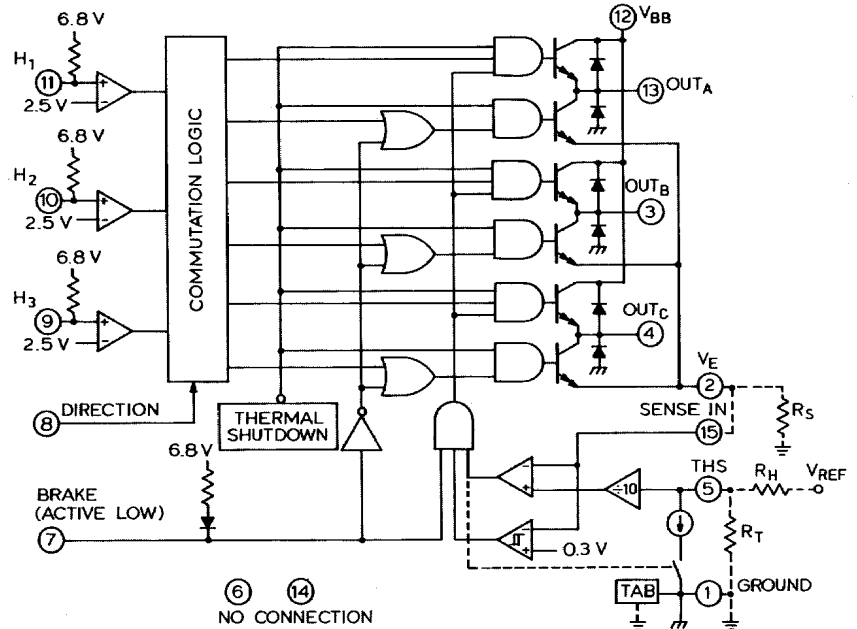 6.8 V
H1
11
+
2.5 V
−
6.8 V
H2
10
+
2.5 V
−
6.8 V
H3
9
+
2.5 V
−
COMMUTATION LOGIC
8
DIRECTION
THERMAL
SHUTDOWN
6.8 V
BRAKE
(ACTIVE LOW)
7
6
14
NO CONNECTION
12
VBB
13
OUTA
OUTB
3
OUTC
4
VE
2
SENSE IN
15
RS
−
+
÷10
THS
5
RH
VREF
RT
−
+
0.3 V
TAB
1
GROUND